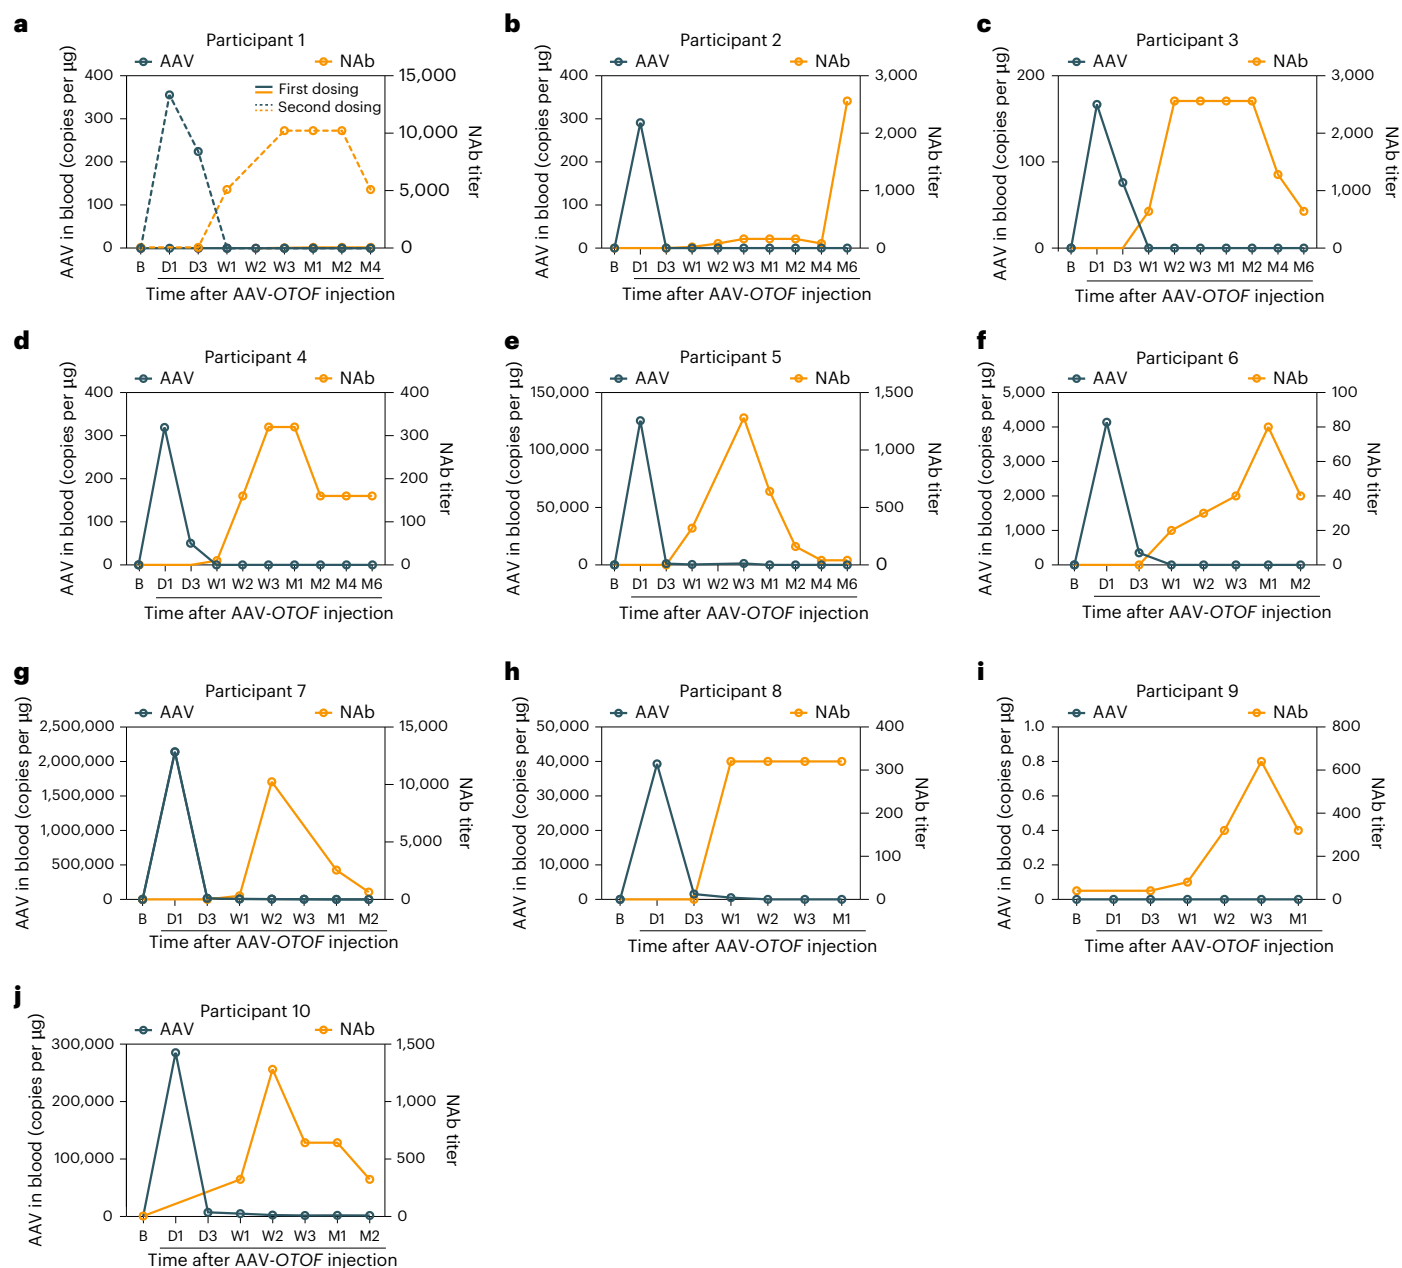 a
Participant 1
AAV NAb
AAV in blood (copies per µg)
400
300
200
100
0
15,000
10,000
5,000
0
NAb titer
First dosing
Second dosing
B D1 D3 W1 W2 W3 M1 M2 M4
Time after AAV-OTOF injection
b
Participant 2
AAV NAb
AAV in blood (copies per µg)
400
300
200
100
0
3,000
2,000
1,000
0
NAb titer
B D1 D3 W1 W2 W3 M1 M2 M4 M6
Time after AAV-OTOF injection
c
Participant 3
AAV NAb
AAV in blood (copies per µg)
200
100
0
3,000
2,000
1,000
0
NAb titer
B D1 D3 W1 W2 W3 M1 M2 M4 M6
Time after AAV-OTOF injection
d
Participant 4
AAV NAb
AAV in blood (copies per µg)
400
300
200
100
0
400
300
200
100
0
NAb titer
B D1 D3 W1 W2 W3 M1 M2 M4 M6
Time after AAV-OTOF injection
e
Participant 5
AAV NAb
AAV in blood (copies per µg)
150,000
100,000
50,000
0
1,500
1,000
500
0
NAb titer
B D1 D3 W1 W2 W3 M1 M2 M4 M6
Time after AAV-OTOF injection
f
Participant 6
AAV NAb
AAV in blood (copies per µg)
5,000
4,000
3,000
2,000
1,000
0
100
80
60
40
20
0
NAb titer
B D1 D3 W1 W2 W3 M1 M2
Time after AAV-OTOF injection
g
Participant 7
AAV NAb
AAV in blood (copies per µg)
2,500,000
2,000,000
1,500,000
1,000,000
500,000
0
15,000
10,000
5,000
0
NAb titer
B D1 D3 W1 W2 W3 M1 M2
Time after AAV-OTOF injection
h
Participant 8
AAV NAb
AAV in blood (copies per µg)
50,000
40,000
30,000
20,000
10,000
0
400
300
200
100
0
NAb titer
B D1 D3 W1 W2 W3 M1
Time after AAV-OTOF injection
i
Participant 9
AAV NAb
AAV in blood (copies per µg)
1.0
0.8
0.6
0.4
0.2
0
800
600
400
200
0
NAb titer
B D1 D3 W1 W2 W3 M1
Time after AAV-OTOF injection
j
Participant 10
AAV NAb
AAV in blood (copies per µg)
300,000
200,000
100,000
0
1,500
1,000
500
0
NAb titer
B D1 D3 W1 W2 W3 M1 M2
Time after AAV-OTOF injection